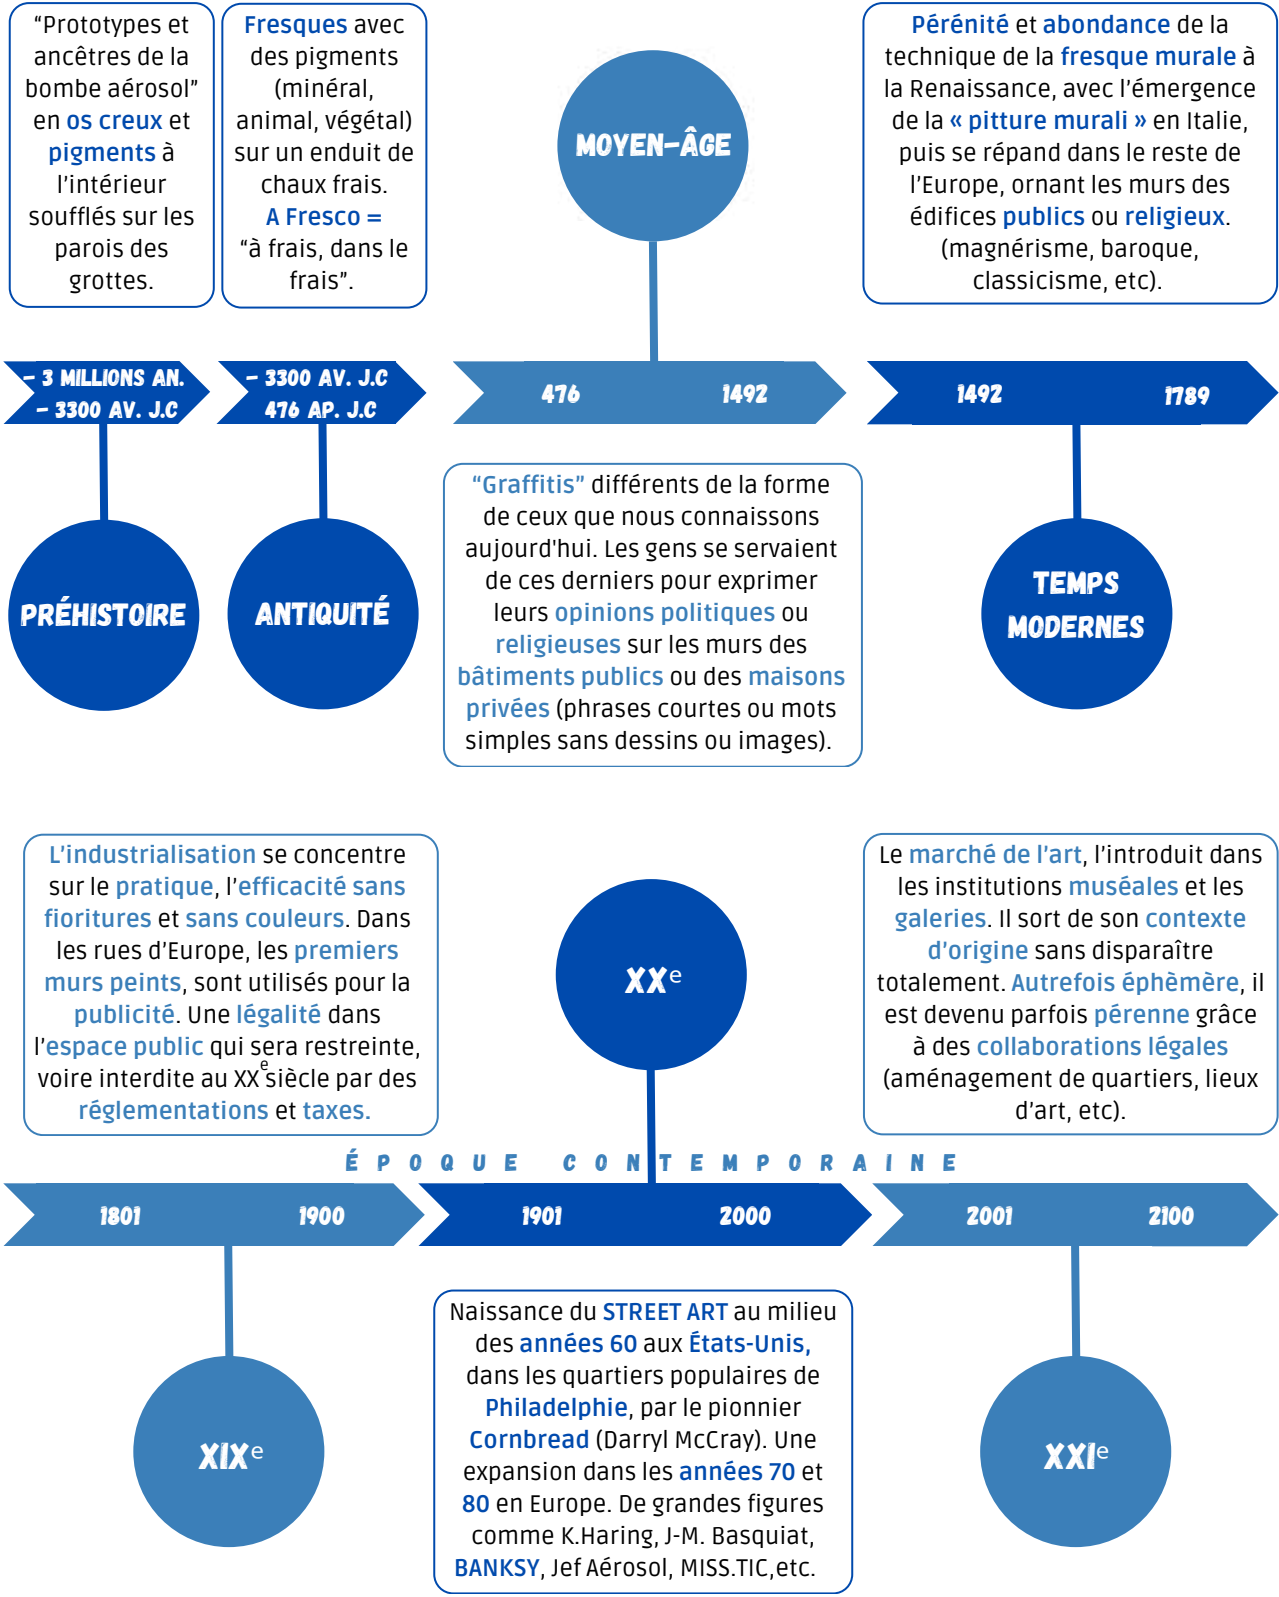 “Prototypes et
ancêtres de la
bombe aérosol”
en os creux et
pigments à
l’intérieur
soufflés sur les
parois des
grottes.
Fresques avec
des pigments
(minéral,
animal, végétal)
sur un enduit de
chaux frais.
A Fresco =
“à frais, dans le
frais”.
MOYEN-ÂGE
Pérénité et abondance de la
technique de la fresque murale à
la Renaissance, avec l’émergence
de la « pitture murali » en Italie,
puis se répand dans le reste de
l’Europe, ornant les murs des
édifices publics ou religieux.
(magnérisme, baroque,
classicisme, etc).
– 3 MILLIONS AN.
– 3300 AV. J.C
– 3300 AV. J.C
476 AP. J.C
476 1492
1492 1789
PRÉHISTOIRE
ANTIQUITÉ
“Graffitis” différents de la forme
de ceux que nous connaissons
aujourd'hui. Les gens se servaient
de ces derniers pour exprimer
leurs opinions politiques ou
religieuses sur les murs des
bâtiments publics ou des maisons
privées (phrases courtes ou mots
simples sans dessins ou images).
TEMPS
MODERNES
L’industrialisation se concentre
sur le pratique, l’efficacité sans
fioritures et sans couleurs. Dans
les rues d’Europe, les premiers
murs peints, sont utilisés pour la
publicité. Une légalité dans
l’espace public qui sera restreinte,
voire interdite au XXe siècle par des
réglementations et taxes.
XXe
Le marché de l’art, l’introduit dans
les institutions muséales et les
galeries. Il sort de son contexte
d’origine sans disparaître
totalement. Autrefois éphèmère, il
est devenu parfois pérenne grâce
à des collaborations légales
(aménagement de quartiers, lieux
d’art, etc).
ÉPOQUE CONTEMPORAINE
1801 1900
1901 2000
2001 2100
XIXe
Naissance du STREET ART au milieu
des années 60 aux États-Unis,
dans les quartiers populaires de
Philadelphie, par le pionnier
Cornbread (Darryl McCray). Une
expansion dans les années 70 et
80 en Europe. De grandes figures
comme K.Haring, J-M. Basquiat,
BANKSY, Jef Aérosol, MISS.TIC,etc.
XXIe